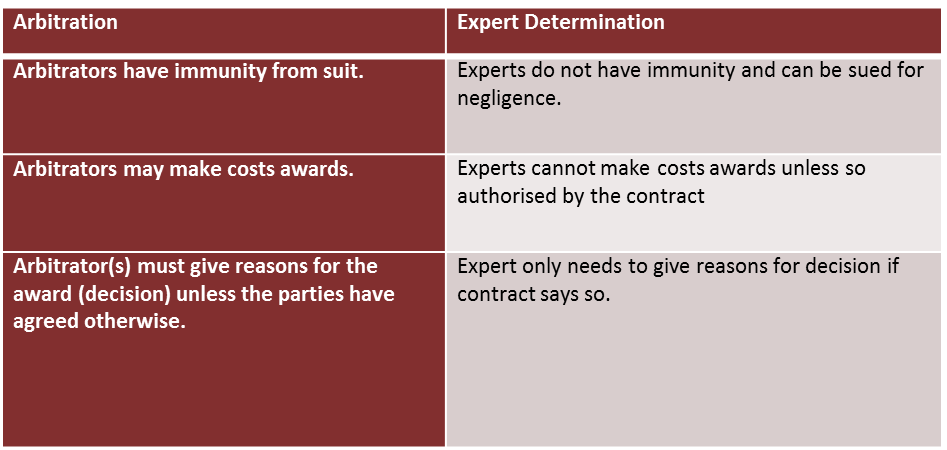 Arbitration
Expert Determination
Arbitrators have immunity from suit.
Experts do not have immunity and can be sued for
negligence.
Arbitrators may make costs awards.
Experts cannot make costs awards unless so
authorised by the contract
Arbitrator(s) must give reasons for the
award (decision) unless the parties have
agreed otherwise.
Expert only needs to give reasons for decision if
contract says so.